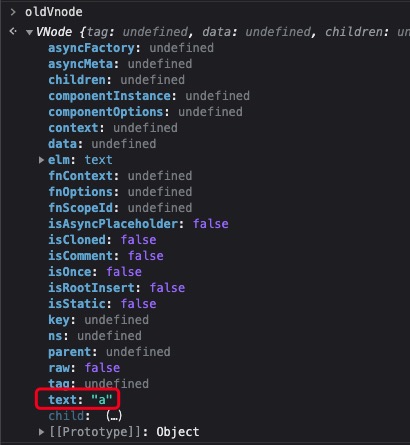 > oldVnode
VNode {tag: undefined, data: undefined, children: un
asyncFactory: undefined
asyncMeta: undefined
children: undefined
componentInstance: undefined
componentOptions: undefined
context: undefined
data: undefined
elm: text
fnContext: undefined
fnOptions: undefined
fnScopeId: undefined
isAsyncPlaceholder: false
isCloned: false
isComment: false
isOnce: false
isRootInsert: false
isStatic: false
key: undefined
ns: undefined
parent: undefined
raw: false
tag: undefined
text: "a"
child: (…)
[[Prototype]]: Object